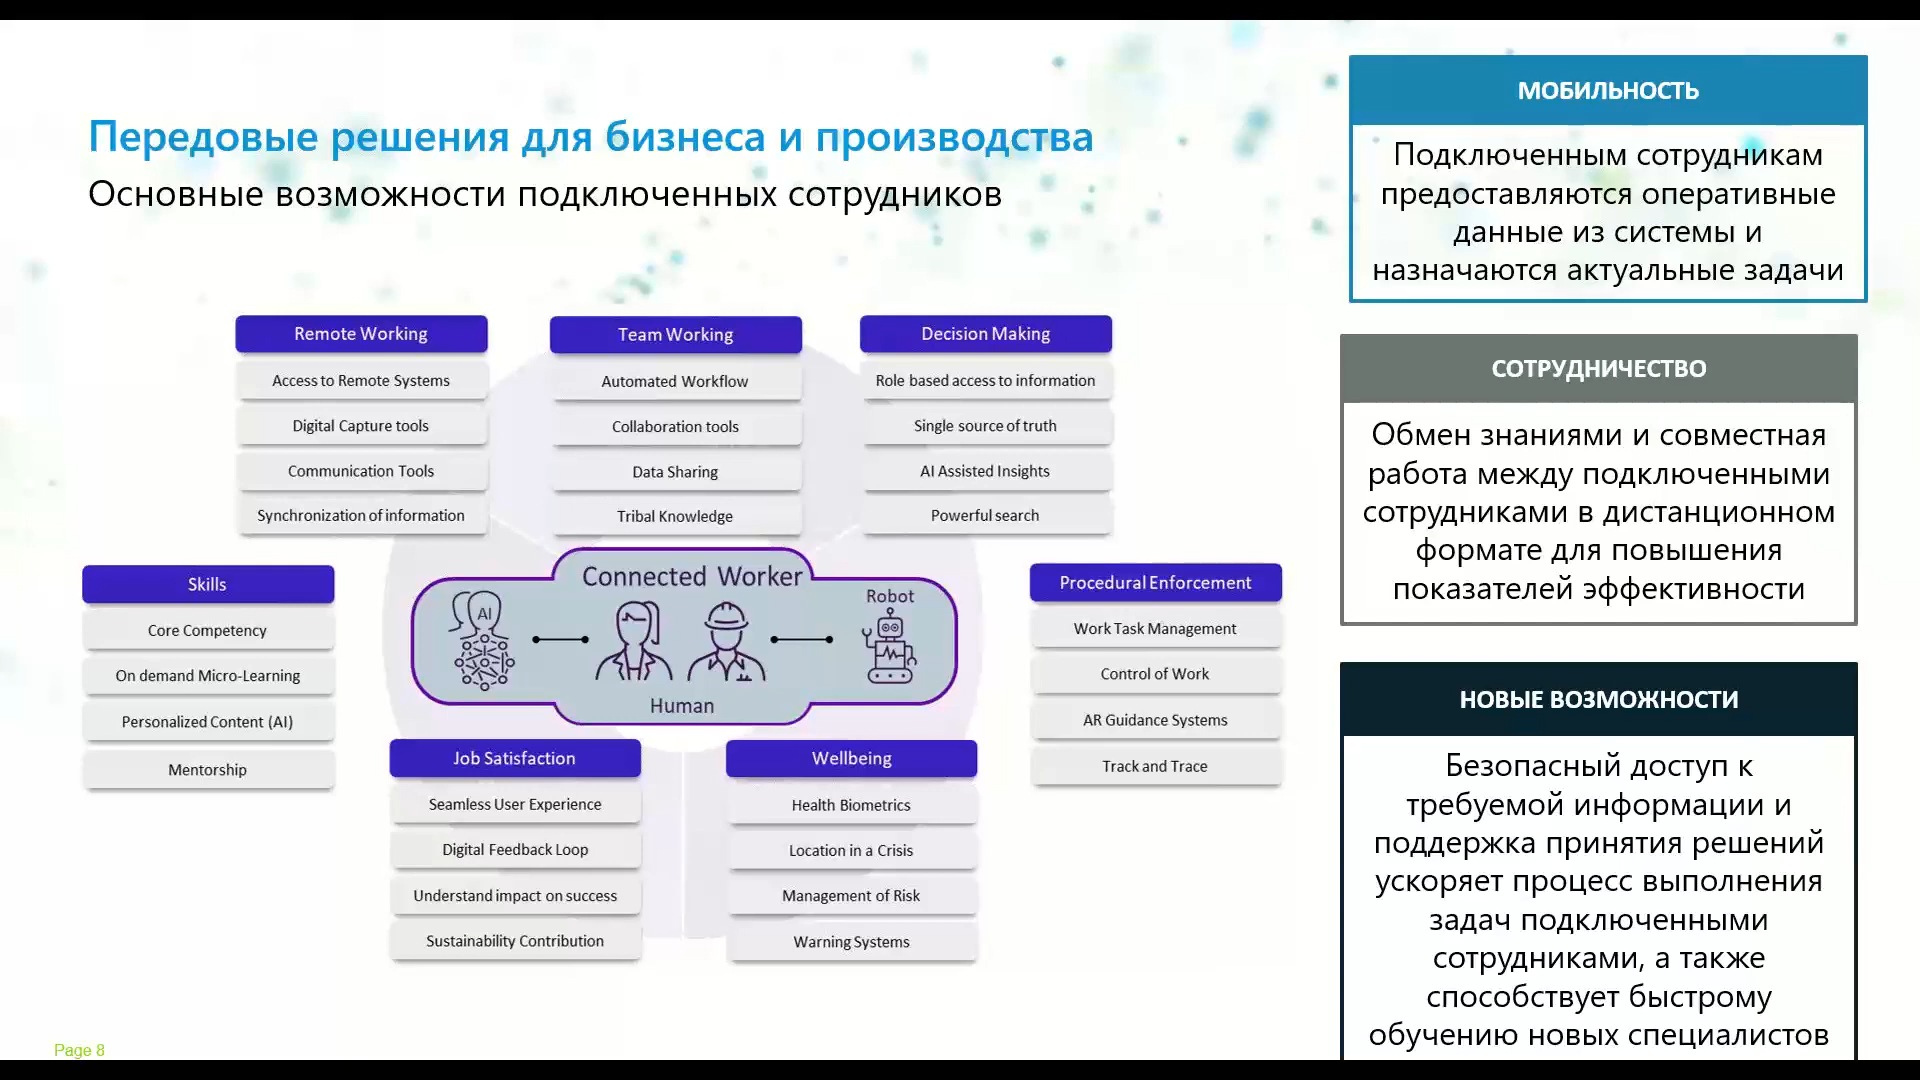 Передовые решения для бизнеса и производства
Основные возможности подключенных сотрудников
Remote Working
Access to Remote Systems
Digital Capture tools
Communication Tools
Synchronization of information
Team Working
Automated Workflow
Collaboration tools
Data Sharing
Tribal Knowledge
Decision Making
Role based access to information
Single source of truth
AI Assisted Insights
Powerful search
Skills
Core Competency
On demand Micro-Learning
Personalized Content (AI)
Mentorship
Connected Worker
AI
Robot
Human
Procedural Enforcement
Work Task Management
Control of Work
AR Guidance Systems
Track and Trace
Job Satisfaction
Seamless User Experience
Digital Feedback Loop
Understand impact on success
Sustainability Contribution
Wellbeing
Health Biometrics
Location in a Crisis
Management of Risk
Warning Systems
МОБИЛЬНОСТЬ
Подключенным сотрудникам
предоставляются оперативные
данные из системы и
назначаются актуальные задачи
СОТРУДНИЧЕСТВО
Обмен знаниями и совместная
работа между подключенными
сотрудниками в дистанционном
формате для повышения
показателей эффективности
НОВЫЕ ВОЗМОЖНОСТИ
Безопасный доступ к
требуемой информации и
поддержка принятия решений
ускоряет процесс выполнения
задач подключенными
сотрудниками, а также
способствует быстрому
обучению новых специалистов
Page 8